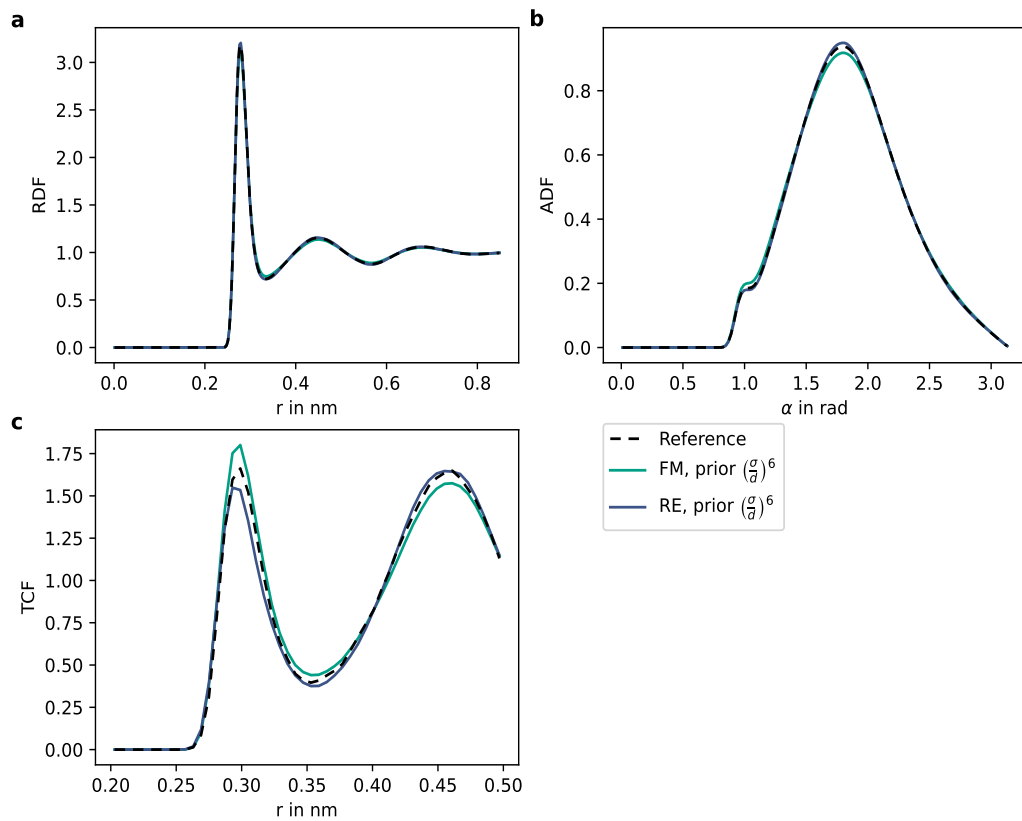 a
3.0
2.5
2.0
1.5
1.0
0.5
0.0
RDF
0.0 0.2 0.4 0.6 0.8
r in nm
b
0.8
0.6
0.4
0.2
0.0
ADF
0.0 0.5 1.0 1.5 2.0 2.5 3.0
α in rad
c
1.75
1.50
1.25
1.00
0.75
0.50
0.25
0.00
TCF
0.20 0.25 0.30 0.35 0.40 0.45 0.50
r in nm
Reference
FM, prior (σ/d)⁶
RE, prior (σ/d)⁶